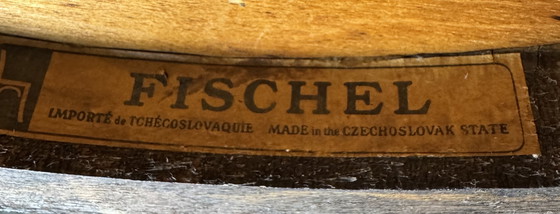 FISCHEL
IMPORTÉ de TCHÉCOSLOVAQUIE MADE in the CZECHOSLOVAK STATE